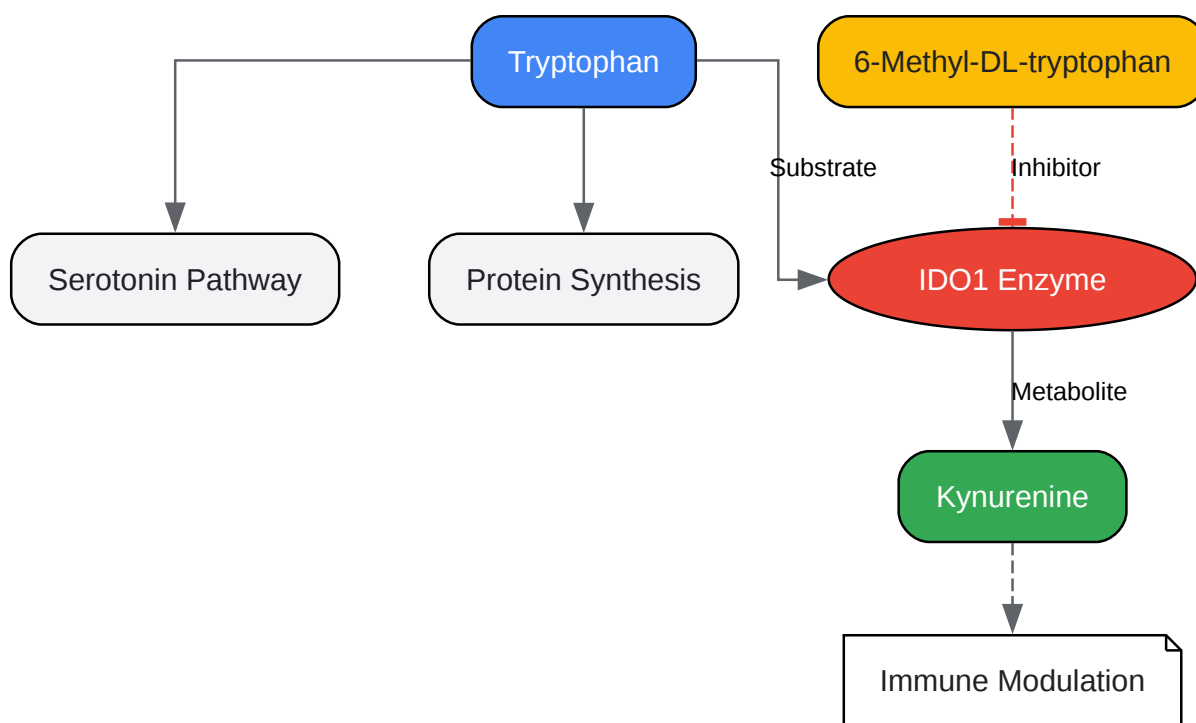 Tryptophan
6-Methyl-DL-tryptophan
Substrate
Inhibitor
Serotonin Pathway
Protein Synthesis
IDO1 Enzyme
Metabolite
Kynurenine
Immune Modulation